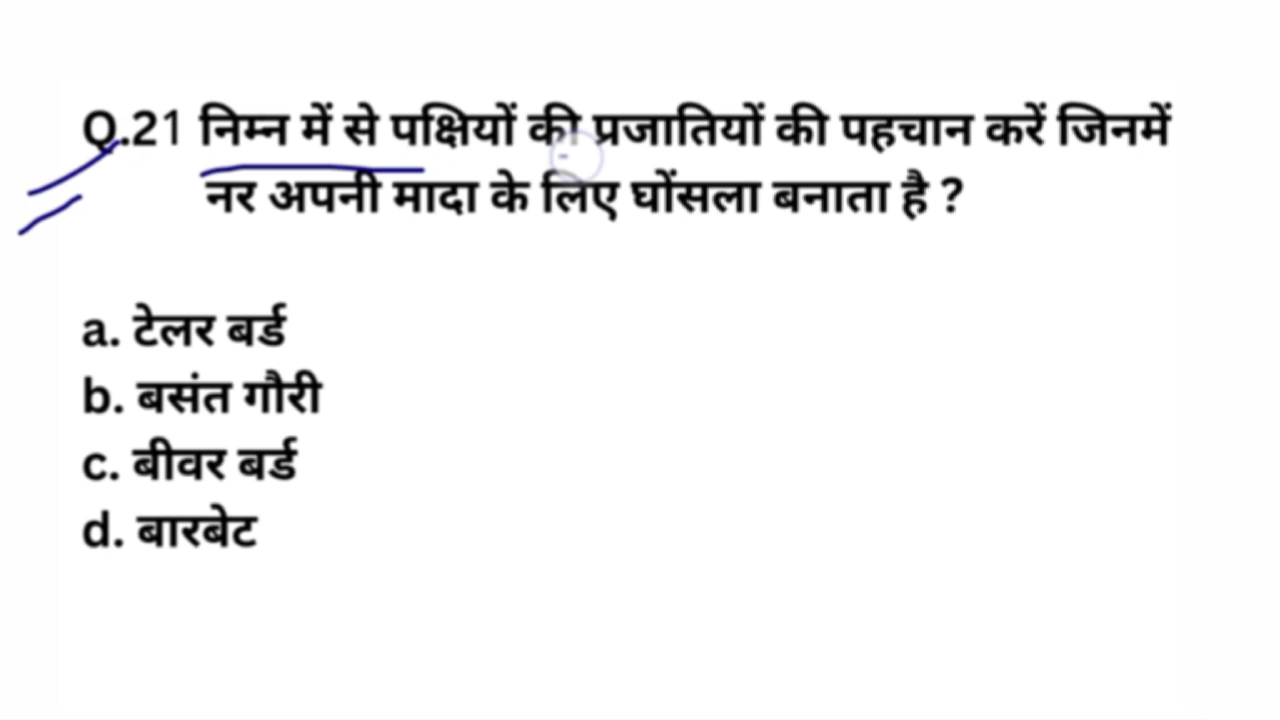 Q.21 निम्न में से पक्षियों की प्रजातियों की पहचान करें जिनमें
नर अपनी मादा के लिए घोंसला बनाता है ?
a. टेलर बर्ड
b. बसंत गौरी
c. बीवर बर्ड
d. बारबेट